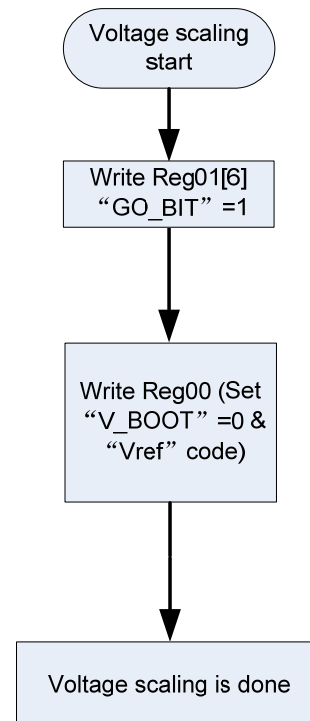 Voltage scaling
start
Write Reg01[6]
“GO_BIT” =1
Write Reg00 (Set
“V_BOOT” =0 &
“Vref” code)
Voltage scaling is done